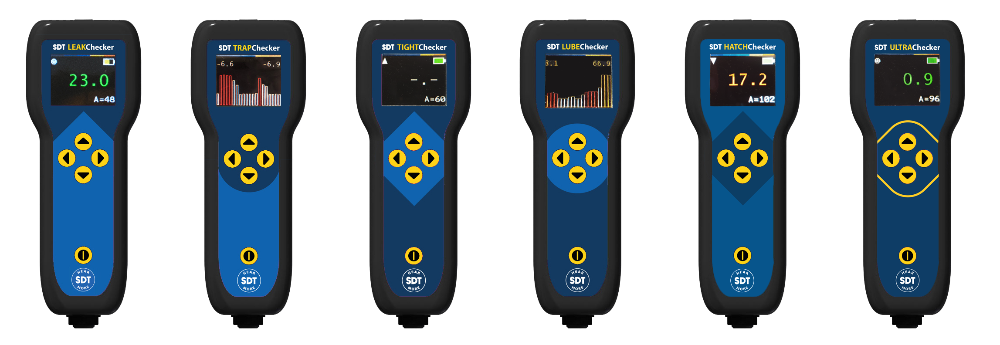 SDT LEAKChecker
23.0
A=48
HEAR
SDT
MORE
SDT TRAPChecker
-6.6 -6.9
HEAR
SDT
MORE
SDT TIGHTChecker
-.-
A=60
HEAR
SDT
MORE
SDT LUBEChecker
8.1 66.9
HEAR
SDT
MORE
SDT HATCHChecker
17.2
A=102
HEAR
SDT
MORE
SDT ULTRAChecker
0.9
A=96
HEAR
SDT
MORE